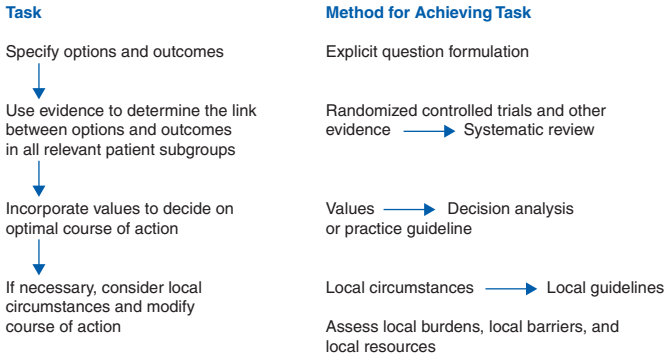 Task
Method for Achieving Task
Specify options and outcomes
Explicit question formulation
Use evidence to determine the link
between options and outcomes
in all relevant patient subgroups
Randomized controlled trials and other
evidence Systematic review
Incorporate values to decide on
optimal course of action
Values Decision analysis
or practice guideline
If necessary, consider local
circumstances and modify
course of action
Local circumstances Local guidelines
Assess local burdens, local barriers, and
local resources